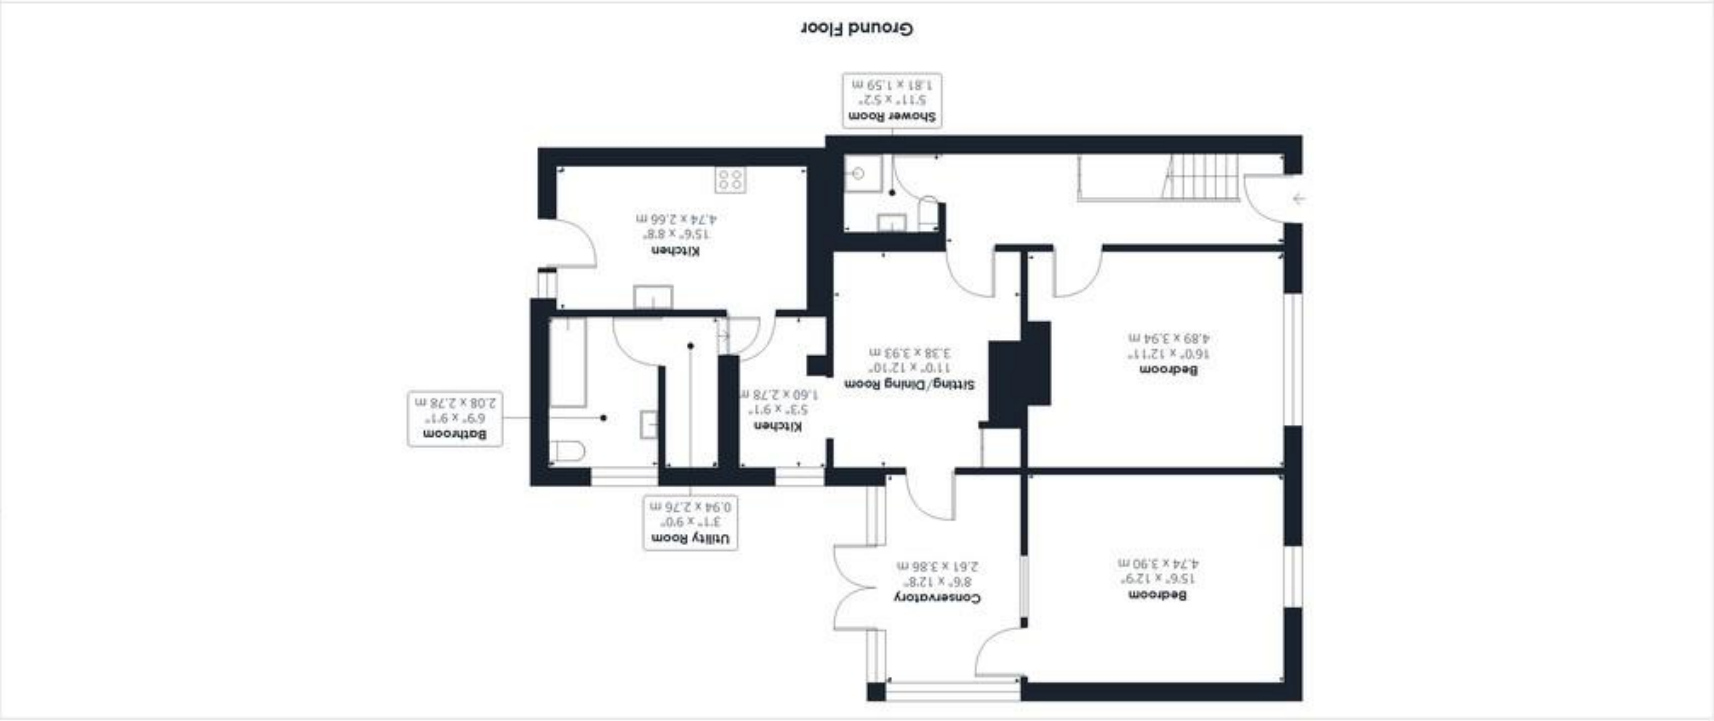 Bedroom
15'6" x 12'9"
4.74 x 3.90 m
Conservatory
8'6" x 12'8"
2.61 x 3.86 m
Utility Room
3'1" x 9'0"
0.94 x 2.76 m
Bathroom
6'9" x 9'1"
2.08 x 2.78 m
Kitchen
5'3" x 9'1"
1.60 x 2.78 m
Sitting/Dining Room
11'0" x 12'10"
3.38 x 3.93 m
Bedroom
16'0" x 12'11"
4.89 x 3.94 m
Kitchen
15'6" x 8'8"
4.74 x 2.66 m
Shower Room
5'11" x 5'2"
1.81 x 1.59 m
Ground Floor